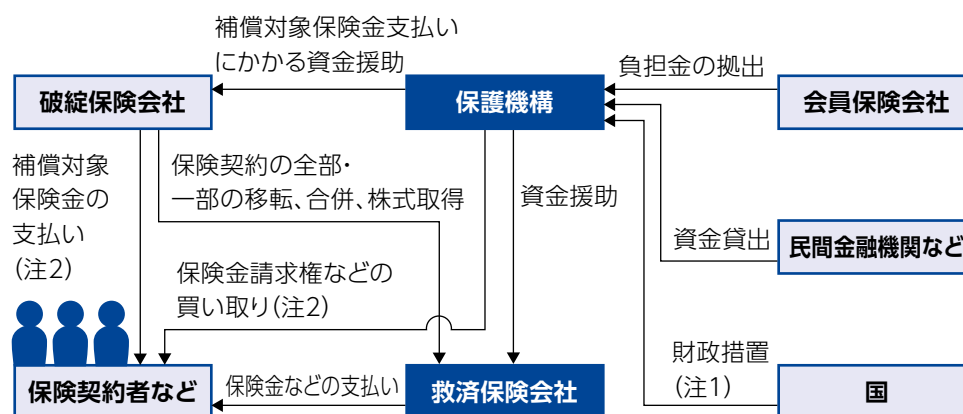 補償対象保険金支払い
にかかる資金援助
負担金の拠出
破綻保険会社
保護機構
会員保険会社
補償対象
保険金の
支払い
(注2)
保険契約の全部・
一部の移転、合併、株式取得
資金援助
資金貸出
民間金融機関など
保険金請求権などの
買い取り(注2)
財政措置
(注1)
保険契約者など
保険金などの支払い
救済保険会社
国